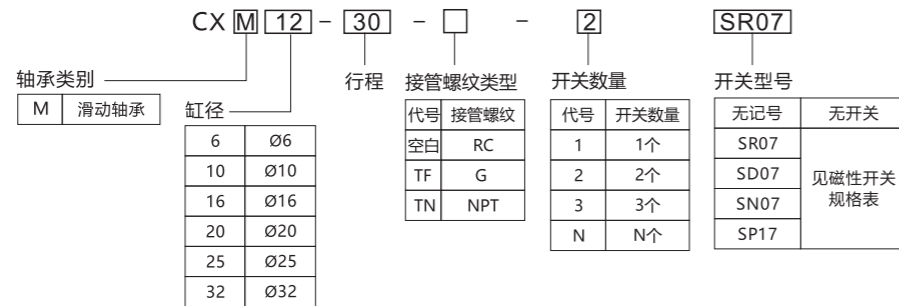 CX M 12 - 30 - - 2 SR07
轴承类别
M 滑动轴承
缸径
6 Ø6
10 Ø10
16 Ø16
20 Ø20
25 Ø25
32 Ø32
行程
接管螺纹类型
代号 接管螺纹
空白 RC
TF G
TN NPT
开关数量
代号 开关数量
1 1个
2 2个
3 3个
N N个
开关型号
无记号 无开关
SR07
SD07
SN07
SP17
见磁性开关
规格表